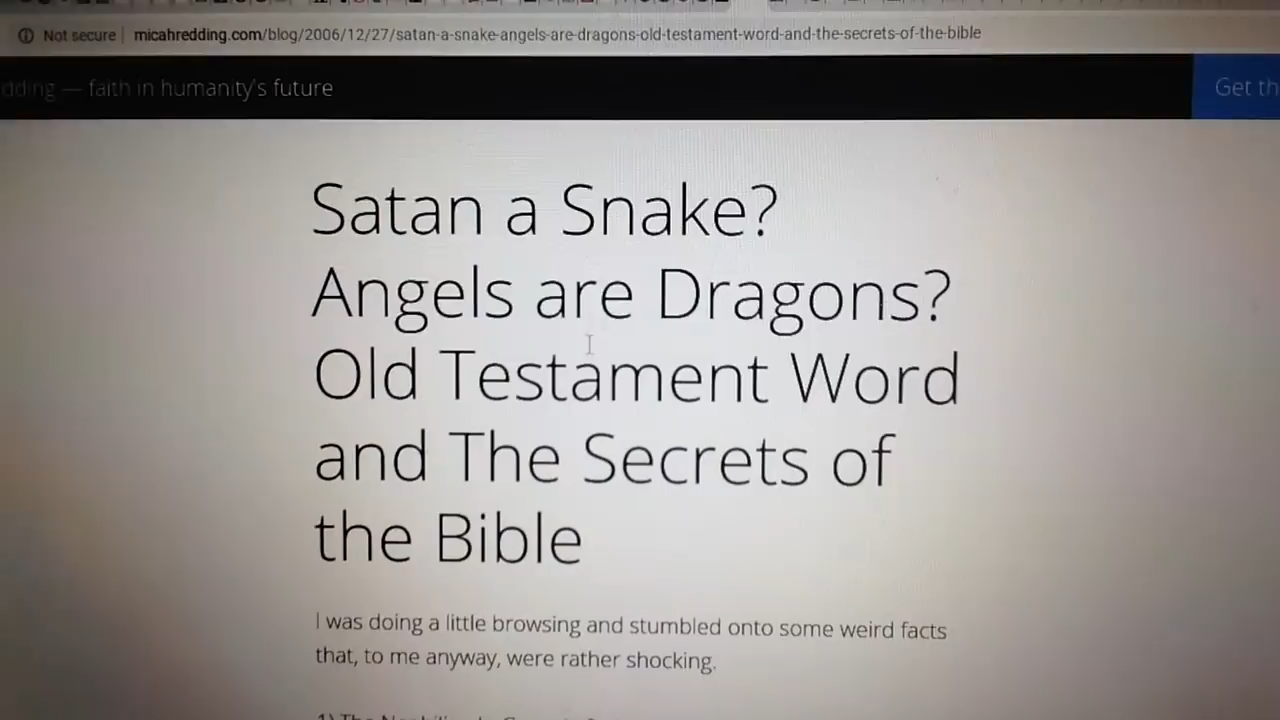 Not secure | micahredding.com/blog/2006/12/27/satan-a-snake-angels-are-dragons-old-testament-word-and-the-secrets-of-the-bible
— faith in humanity's future
Get
Satan a Snake?
Angels are Dragons?
Old Testament Word
and The Secrets of
the Bible
I was doing a little browsing and stumbled onto some weird facts
that, to me anyway, were rather shocking.